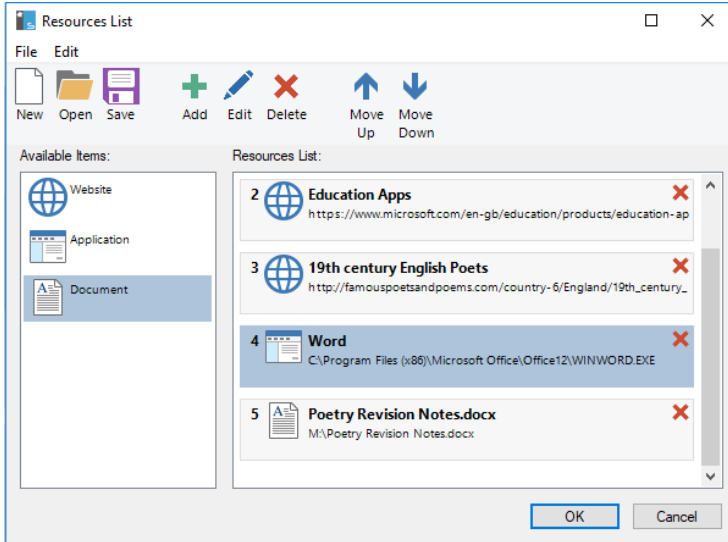 Resources List
File Edit
New Open Save Add Edit Delete Move Up Move Down
Available Items:
Website
Application
Document
Resources List:
2 Education Apps
https://www.microsoft.com/en-gb/education/products/education-ap
3 19th century English Poets
http://famouspoetsandpoems.com/country-6/England/19th_century_
4 Word
C:\Program Files (x86)\Microsoft Office\Office12\WINWORD.EXE
5 Poetry Revision Notes.docx
M:\Poetry Revision Notes.docx
OK Cancel